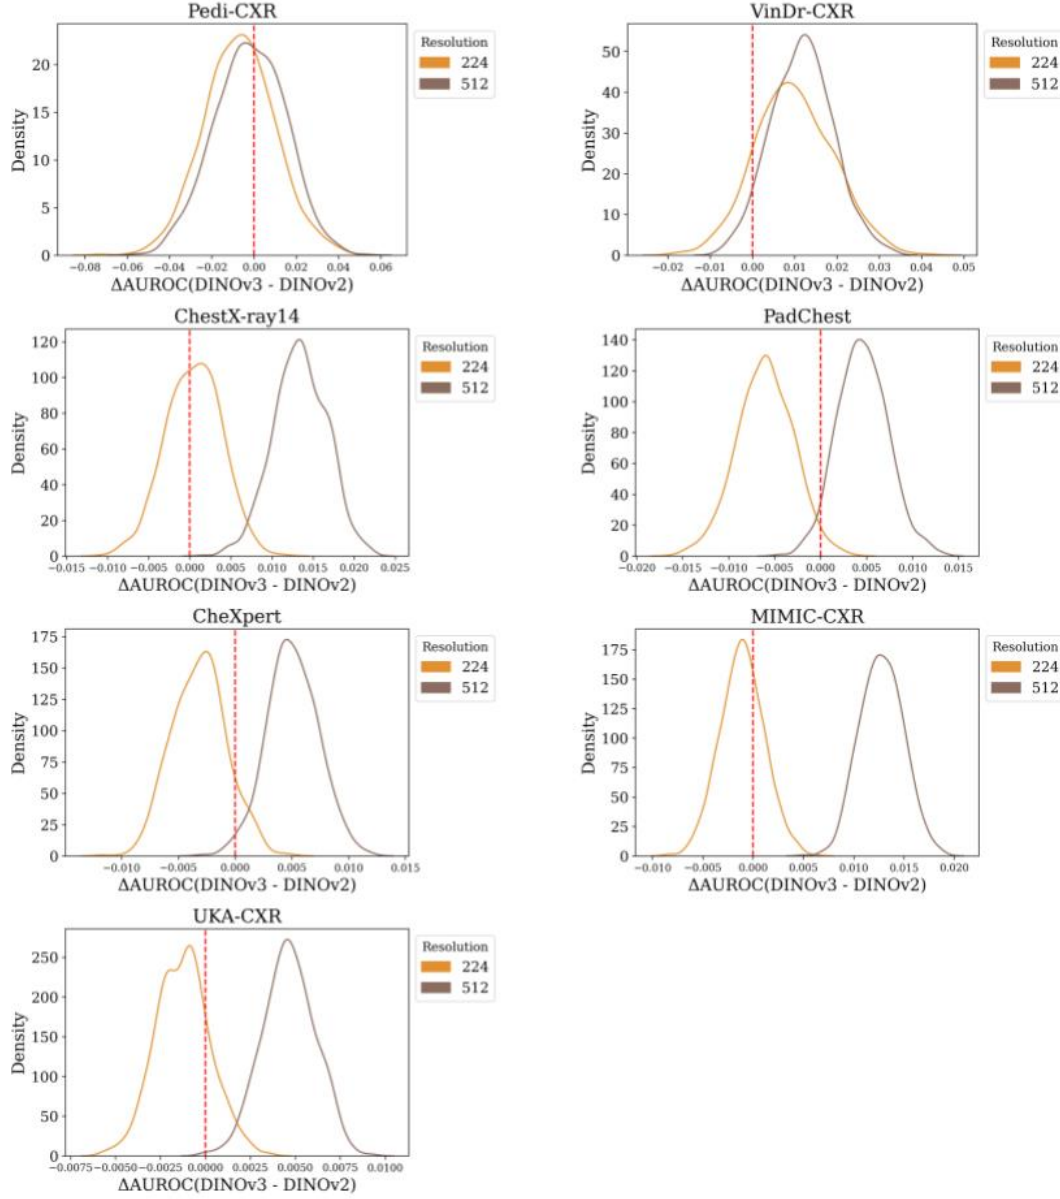 Pedi-CXR
Density
20
15
10
5
0
−0.08 −0.06 −0.04 −0.02 0.00 0.02 0.04 0.06
ΔAUROC(DINOv3 - DINOv2)
Resolution
224
512
VinDr-CXR
Density
50
40
30
20
10
0
−0.02 −0.01 0.00 0.01 0.02 0.03 0.04 0.05
ΔAUROC(DINOv3 - DINOv2)
Resolution
224
512
ChestX-ray14
Density
120
100
80
60
40
20
0
−0.015 −0.010 −0.005 0.000 0.005 0.010 0.015 0.020 0.025
ΔAUROC(DINOv3 - DINOv2)
Resolution
224
512
PadChest
Density
140
120
100
80
60
40
20
0
−0.020 −0.015 −0.010 −0.005 0.000 0.005 0.010 0.015
ΔAUROC(DINOv3 - DINOv2)
Resolution
224
512
CheXpert
Density
175
150
125
100
75
50
25
0
−0.010 −0.005 0.000 0.005 0.010 0.015
ΔAUROC(DINOv3 - DINOv2)
Resolution
224
512
MIMIC-CXR
Density
175
150
125
100
75
50
25
0
−0.010 −0.005 0.000 0.005 0.010 0.015 0.020
ΔAUROC(DINOv3 - DINOv2)
Resolution
224
512
UKA-CXR
Density
250
200
150
100
50
0
−0.0075 −0.0050 −0.0025 0.0000 0.0025 0.0050 0.0075 0.0100
ΔAUROC(DINOv3 - DINOv2)
Resolution
224
512